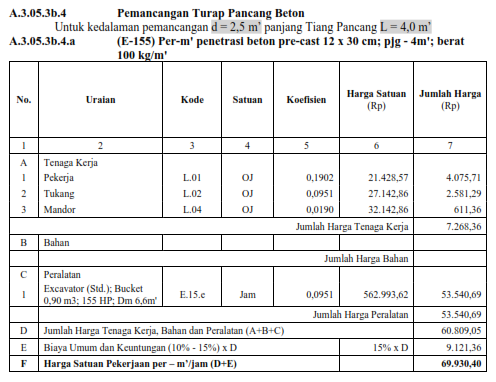 A.3.05.3b.4 Pemancangan Turap Pancang Beton
Untuk kedalaman pemancangan d = 2,5 m' panjang Tiang Pancang L = 4,0 m'
A.3.05.3b.4.a (E-155) Per-m' penetrasi beton pre-cast 12 x 30 cm; pjg - 4m'; berat
100 kg/m'
No. Uraian Kode Satuan Koefisien Harga Satuan (Rp) Jumlah Harga (Rp)
1 2 3 4 5 6 7
A Tenaga Kerja
1 Pekerja L.01 OJ 0,1902 21.428,57 4.075,71
2 Tukang L.02 OJ 0,0951 27.142,86 2.581,29
3 Mandor L.04 OJ 0,0190 32.142,86 611,36
Jumlah Harga Tenaga Kerja 7.268,36
B Bahan
Jumlah Harga Bahan
C Peralatan
1 Excavator (Std.); Bucket
0,90 m3; 155 HP; Dm 6,6m' E.15.e Jam 0,0951 562.993,62 53.540,69
Jumlah Harga Peralatan 53.540,69
D Jumlah Harga Tenaga Kerja, Bahan dan Peralatan (A+B+C) 60.809,05
E Biaya Umum dan Keuntungan (10% - 15%) x D 15% x D 9.121,36
F Harga Satuan Pekerjaan per – m'/jam (D+E) 69.930,40